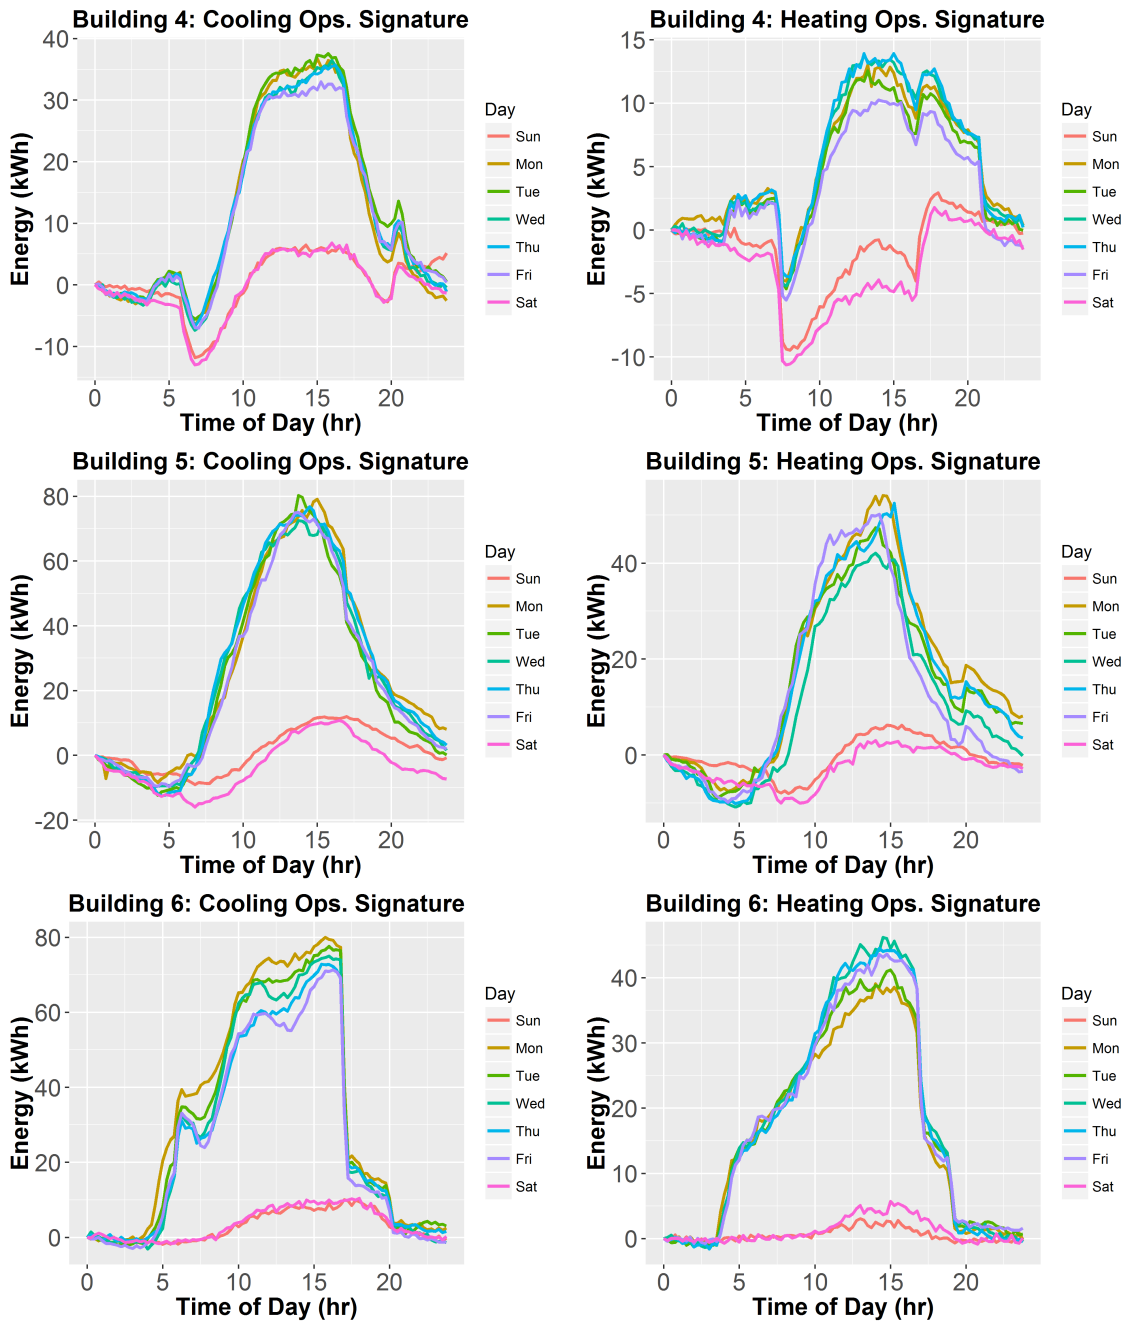 Building 4: Cooling Ops. Signature
Energy (kWh)
40
30
20
10
0
-10
0 5 10 15 20
Time of Day (hr)
Day
Sun
Mon
Tue
Wed
Thu
Fri
Sat
Building 4: Heating Ops. Signature
Energy (kWh)
15
10
5
0
-5
-10
0 5 10 15 20
Time of Day (hr)
Day
Sun
Mon
Tue
Wed
Thu
Fri
Sat
Building 5: Cooling Ops. Signature
Energy (kWh)
80
60
40
20
0
-20
0 5 10 15 20
Time of Day (hr)
Day
Sun
Mon
Tue
Wed
Thu
Fri
Sat
Building 5: Heating Ops. Signature
Energy (kWh)
40
20
0
0 5 10 15 20
Time of Day (hr)
Day
Sun
Mon
Tue
Wed
Thu
Fri
Sat
Building 6: Cooling Ops. Signature
Energy (kWh)
80
60
40
20
0
0 5 10 15 20
Time of Day (hr)
Day
Sun
Mon
Tue
Wed
Thu
Fri
Sat
Building 6: Heating Ops. Signature
Energy (kWh)
40
30
20
10
0
0 5 10 15 20
Time of Day (hr)
Day
Sun
Mon
Tue
Wed
Thu
Fri
Sat